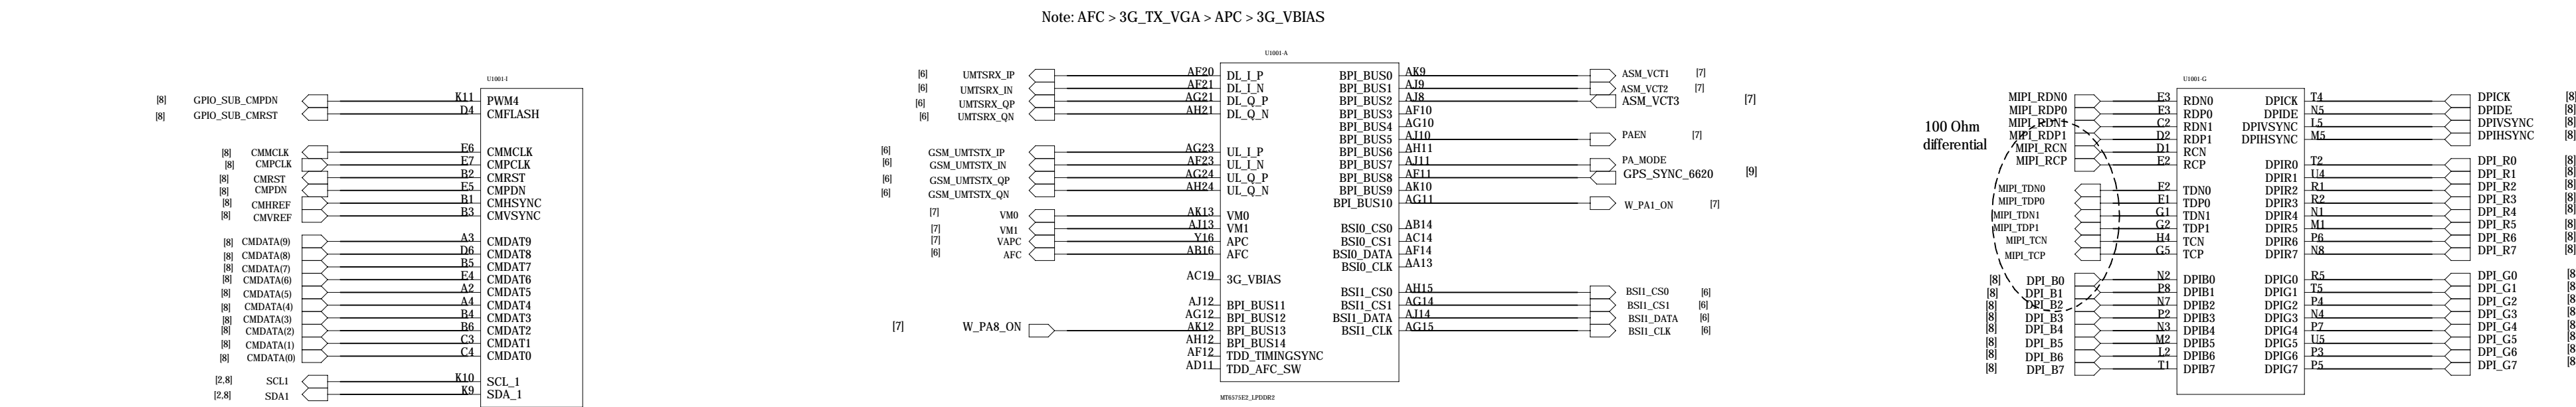 Note: AFC > 3G_TX_VGA > APC > 3G_VBIAS
U1001-I
[8] GPIO_SUB_CMPDN K11 PWM4
[8] GPIO_SUB_CMRST D4 CMFLASH
[8] CMMCLK E6 CMMCLK
[8] CMPCLK E7 CMPCLK
[8] CMRST B2 CMRST
[8] CMPDN E5 CMPDN
[8] CMHREF B1 CMHSYNC
[8] CMVREF B3 CMVSYNC
[8] CMDATA(9) A3 CMDAT9
[8] CMDATA(8) D6 CMDAT8
[8] CMDATA(7) B5 CMDAT7
[8] CMDATA(6) E4 CMDAT6
[8] CMDATA(5) A2 CMDAT5
[8] CMDATA(4) A4 CMDAT4
[8] CMDATA(3) B4 CMDAT3
[8] CMDATA(2) B6 CMDAT2
[8] CMDATA(1) C3 CMDAT1
[8] CMDATA(0) C4 CMDAT0
[2,8] SCL1 K10 SCL_1
[2,8] SDA1 K9 SDA_1
U1001-A
[6] UMTSRX_IP AF20 DL_I_P BPI_BUS0 AK9 ASM_VCT1 [7]
[6] UMTSRX_IN AF21 DL_I_N BPI_BUS1 AJ9 ASM_VCT2 [7]
[6] UMTSRX_QP AG21 DL_Q_P BPI_BUS2 AJ8 ASM_VCT3 [7]
[6] UMTSRX_QN AH21 DL_Q_N BPI_BUS3 AF10
BPI_BUS4 AG10
BPI_BUS5 AJ10 PAEN [7]
[6] GSM_UMTSTX_IP AG23 UL_I_P BPI_BUS6 AH11
[6] GSM_UMTSTX_IN AF23 UL_I_N BPI_BUS7 AJ11 PA_MODE
[6] GSM_UMTSTX_QP AG24 UL_Q_P BPI_BUS8 AF11 GPS_SYNC_6620 [9]
[6] GSM_UMTSTX_QN AH24 UL_Q_N BPI_BUS9 AK10
BPI_BUS10 AG11 W_PA1_ON [7]
[7] VM0 AK13 VM0
[7] VM1 AJ13 VM1 BSI0_CS0 AB14
[7] VAPC Y16 APC BSI0_CS1 AC14
[6] AFC AB16 AFC BSI0_DATA AF14
BSI0_CLK AA13
AC19 3G_VBIAS
BSI1_CS0 AH15 BSI1_CS0 [6]
AJ12 BPI_BUS11 BSI1_CS1 AG14 BSI1_CS1 [6]
AG12 BPI_BUS12 BSI1_DATA AJ14 BSI1_DATA [6]
[7] W_PA8_ON AK12 BPI_BUS13 BSI1_CLK AG15 BSI1_CLK [6]
AH12 BPI_BUS14
AF12 TDD_TIMINGSYNC
AD11 TDD_AFC_SW
MT6575E2_LPDDR2
U1001-G
100 Ohm
differential
MIPI_RDN0 F3 RDN0 DPICK T4 DPICK [8]
MIPI_RDP0 E3 RDP0 DPIDE N5 DPIDE [8]
MIPI_RDN1 C2 RDN1 DPIVSYNC L5 DPIVSYNC [8]
MIPI_RDP1 D2 RDP1 DPIHSYNC M5 DPIHSYNC [8]
MIPI_RCN D1 RCN
MIPI_RCP E2 RCP DPIR0 T2 DPI_R0 [8]
DPIR1 U4 DPI_R1 [8]
MIPI_TDN0 F2 TDN0 DPIR2 R1 DPI_R2 [8]
MIPI_TDP0 F1 TDP0 DPIR3 R2 DPI_R3 [8]
MIPI_TDN1 G1 TDN1 DPIR4 N1 DPI_R4 [8]
MIPI_TDP1 G2 TDP1 DPIR5 M1 DPI_R5 [8]
MIPI_TCN H4 TCN DPIR6 P6 DPI_R6 [8]
MIPI_TCP G5 TCP DPIR7 N8 DPI_R7 [8]
[8] DPI_B0 N2 DPIB0 DPIG0 R5 DPI_G0
[8] DPI_B1 P8 DPIB1 DPIG1 T5 DPI_G1
[8] DPI_B2 N7 DPIB2 DPIG2 P4 DPI_G2
[8] DPI_B3 P2 DPIB3 DPIG3 N4 DPI_G3
[8] DPI_B4 N3 DPIB4 DPIG4 P7 DPI_G4
[8] DPI_B5 M2 DPIB5 DPIG5 U5 DPI_G5
[8] DPI_B6 L2 DPIB6 DPIG6 P3 DPI_G6
[8] DPI_B7 T1 DPIB7 DPIG7 P5 DPI_G7